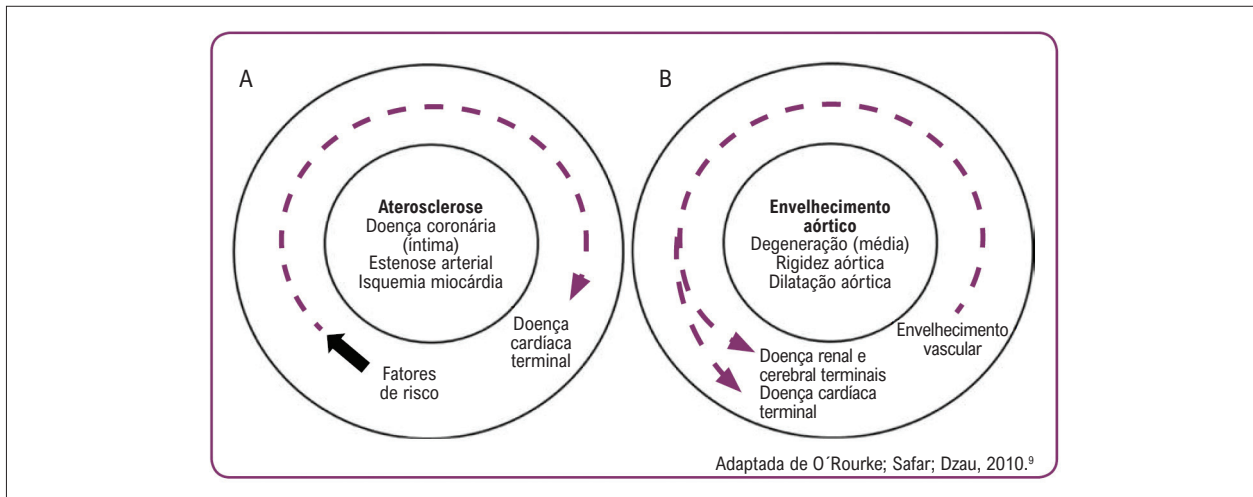 A
Aterosclerose
Doença coronária
(íntima)
Estenose arterial
Isquemia miocárdia
Doença
cardíaca
terminal
Fatores
de risco
B
Envelhecimento
aórtico
Degeneração (média)
Rigidez aórtica
Dilatação aórtica
Envelhecimento
vascular
Doença renal e
cerebral terminais
Doença cardíaca
terminal
Adaptada de O´Rourke; Safar; Dzau, 2010.⁹